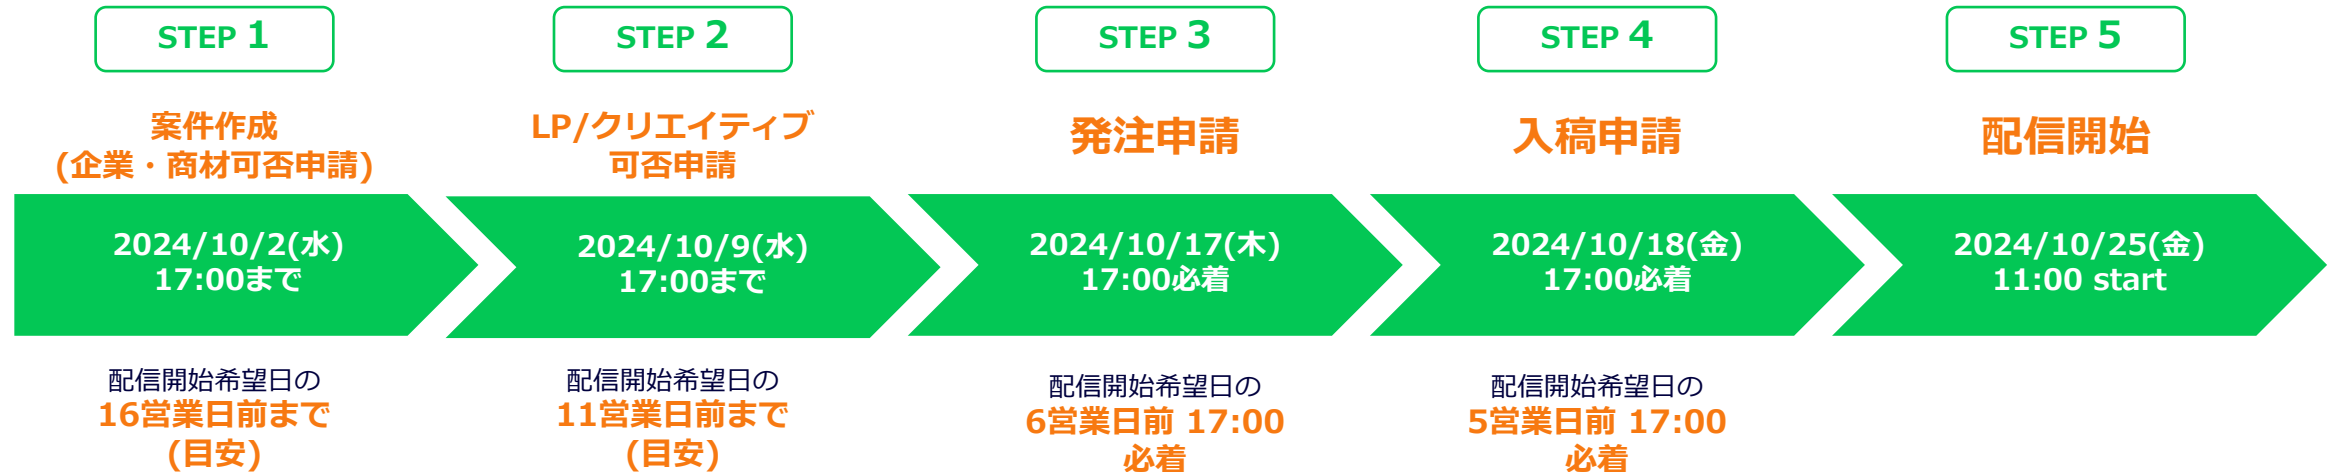 STEP 1
案件作成
(企業・商材可否申請)
2024/10/2(水)
17:00まで
配信開始希望日の
16営業日前まで
(目安)
STEP 2
LP/クリエイティブ
可否申請
2024/10/9(水)
17:00まで
配信開始希望日の
11営業日前まで
(目安)
STEP 3
発注申請
2024/10/17(木)
17:00必着
配信開始希望日の
6営業日前 17:00
必着
STEP 4
入稿申請
2024/10/18(金)
17:00必着
配信開始希望日の
5営業日前 17:00
必着
STEP 5
配信開始
2024/10/25(金)
11:00 start